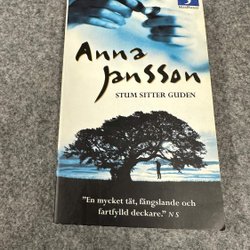 Anna
Jansson
STUM SITTER GUDEN
"En mycket tät, fängslande och
fartfylld deckare." NS